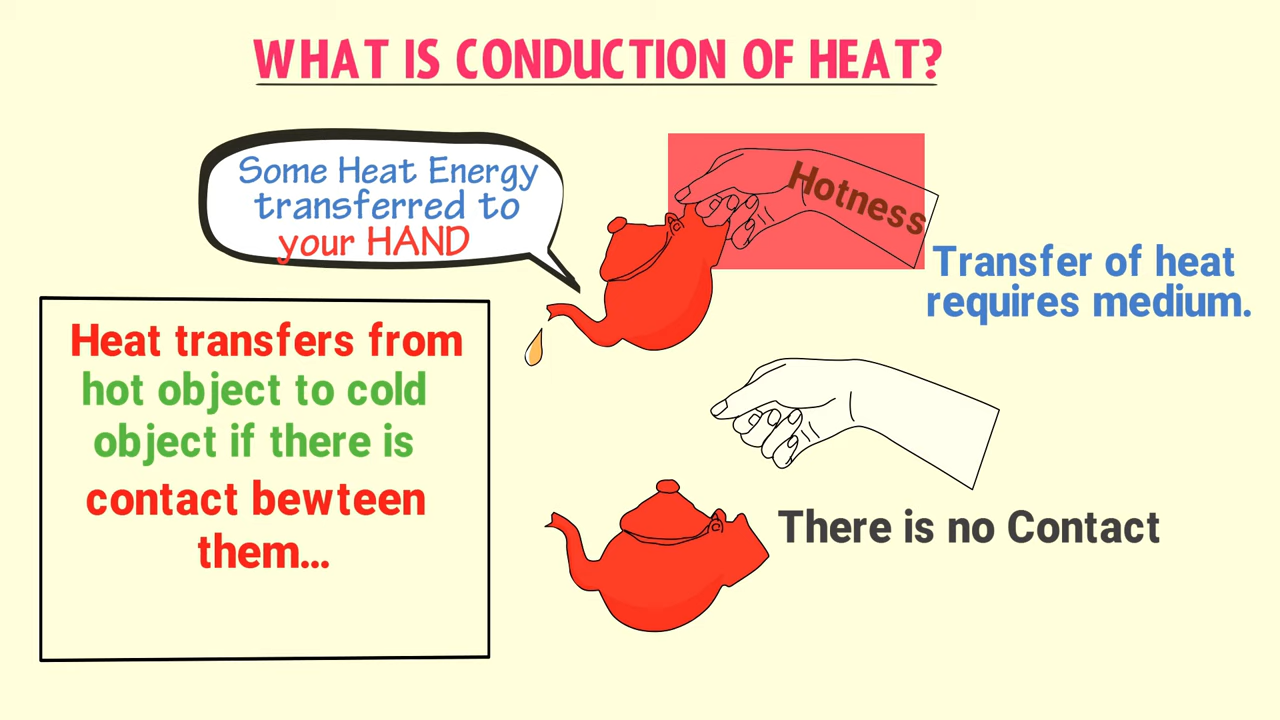 WHAT IS CONDUCTION OF HEAT?
Some Heat Energy
transferred to
your HAND
Hotness
Transfer of heat
requires medium.
Heat transfers from
hot object to cold
object if there is
contact bewteen
them...
There is no Contact